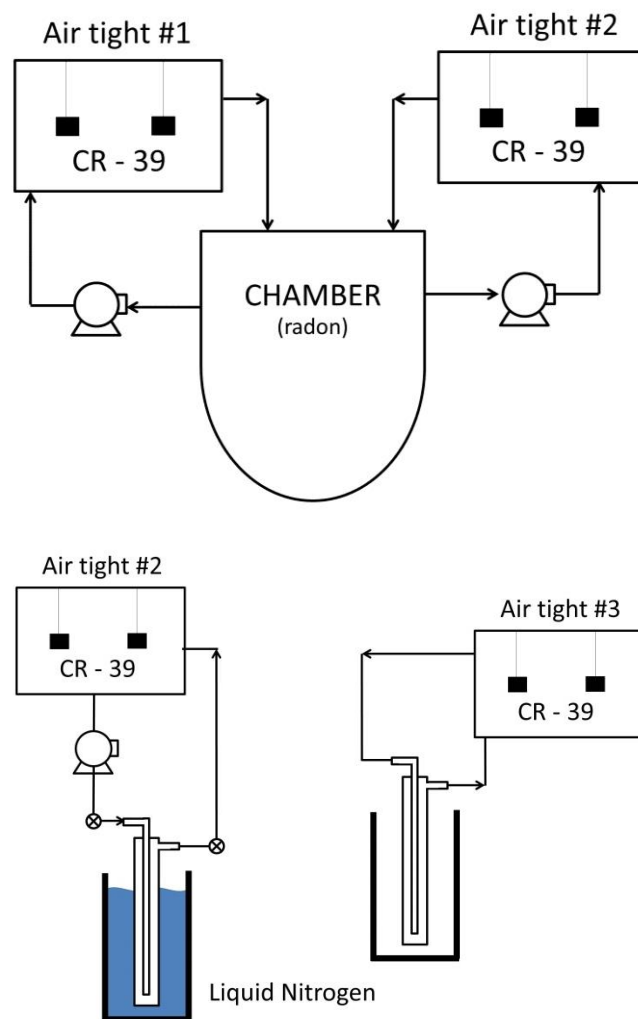 Air tight #1
Air tight #2
CR - 39
CR - 39
CHAMBER
(radon)
Air tight #2
Air tight #3
CR - 39
CR - 39
Liquid Nitrogen